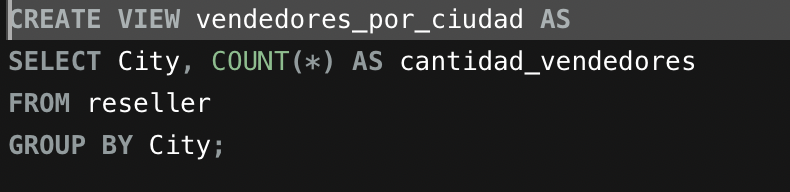 CREATE VIEW vendedores_por_ciudad AS
SELECT City, COUNT(*) AS cantidad_vendedores
FROM reseller
GROUP BY City;